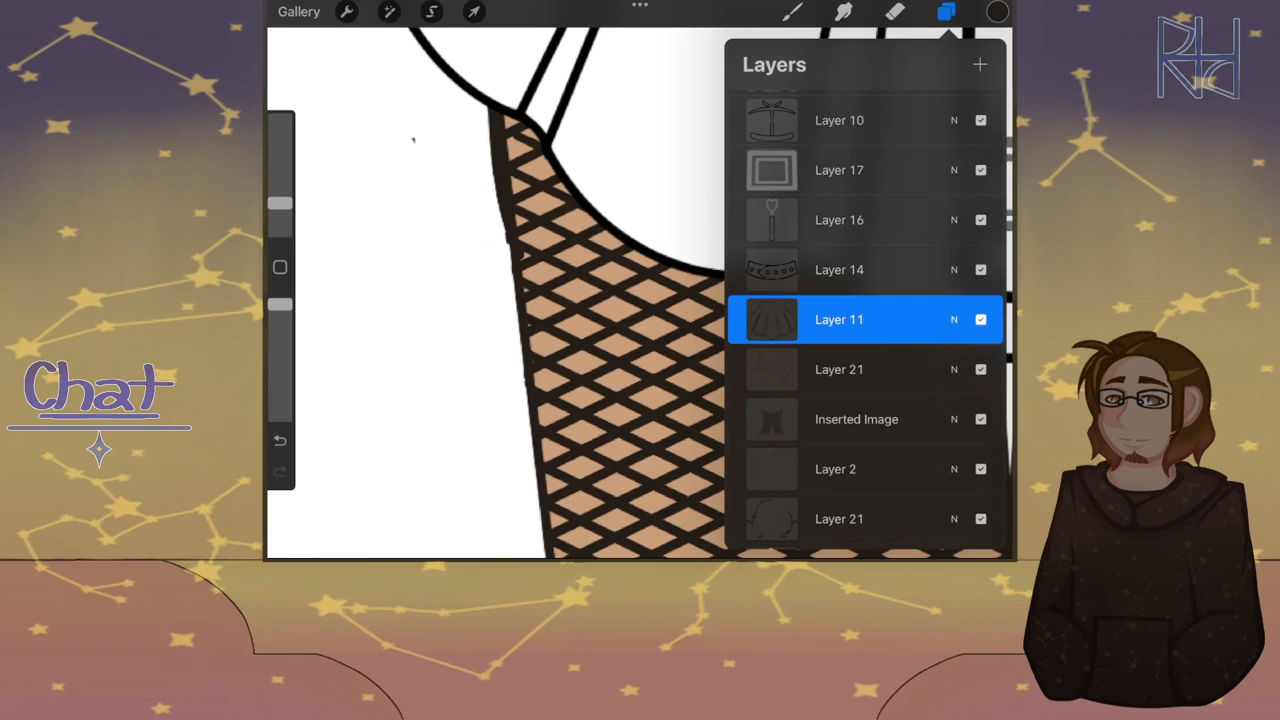 Gallery
Layers
Layer 10 N
Layer 17 N
Layer 16 N
Layer 14 N
Layer 11 N
Layer 21 N
Inserted Image N
Layer 2 N
Layer 21 N
Chat